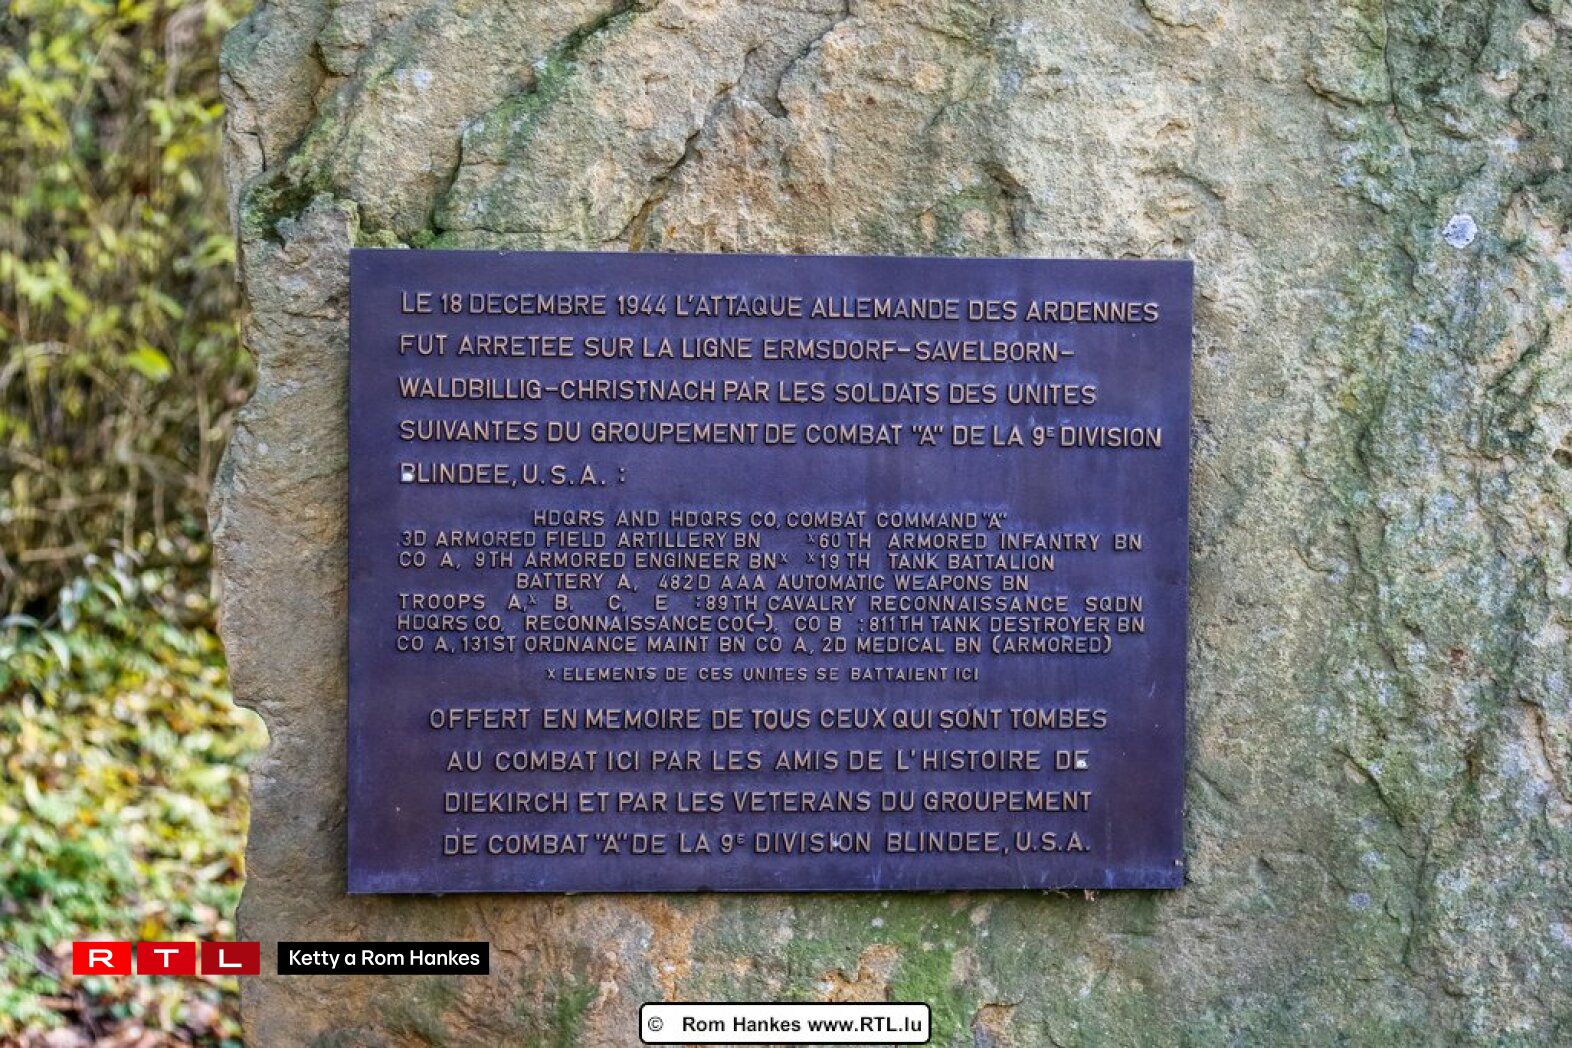 LE 18 DECEMBRE 1944 L'ATTAQUE ALLEMANDE DES ARDENNES
FUT ARRETEE SUR LA LIGNE ERMSDORF-SAVELBORN-
WALDBILLIG-CHRISTNACH PAR LES SOLDATS DES UNITES
SUIVANTES DU GROUPEMENT DE COMBAT "A" DE LA 9E DIVISION
BLINDEE, U.S.A. :
HDQRS AND HDQRS CO, COMBAT COMMAND "A"
3D ARMORED FIELD ARTILLERY BN x60TH ARMORED INFANTRY BN
CO A, 9TH ARMORED ENGINEER BNx x19TH TANK BATTALION
BATTERY A, 482D AAA AUTOMATIC WEAPONS BN
TROOPS A,x B, C, E : 89TH CAVALRY RECONNAISSANCE SQDN
HDQRS CO, RECONNAISSANCE CO(-), CO B : 811TH TANK DESTROYER BN
CO A, 131ST ORDNANCE MAINT BN CO A, 2D MEDICAL BN (ARMORED)
x ELEMENTS DE CES UNITES SE BATTAIENT ICI
OFFERT EN MEMOIRE DE TOUS CEUX QUI SONT TOMBES
AU COMBAT ICI PAR LES AMIS DE L'HISTOIRE DE
DIEKIRCH ET PAR LES VETERANS DU GROUPEMENT
DE COMBAT "A" DE LA 9E DIVISION BLINDEE, U.S.A.
RTL Ketty a Rom Hankes
© Rom Hankes www.RTL.lu